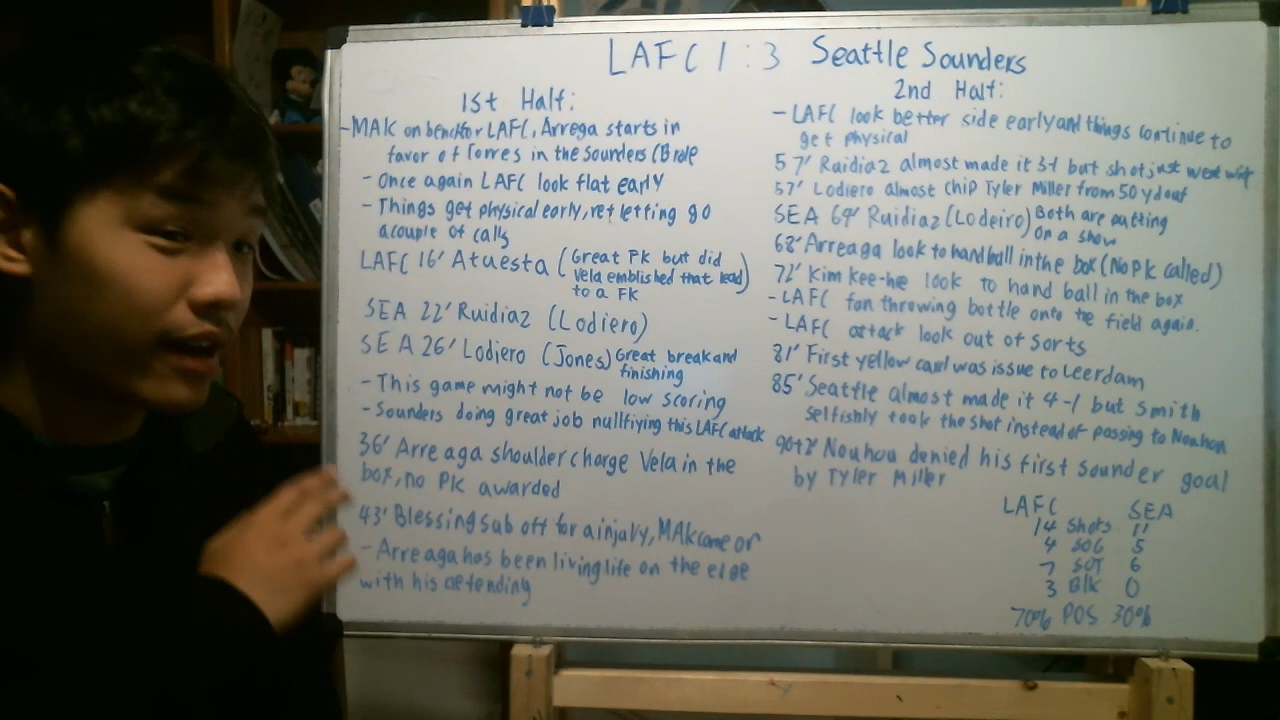 LAFC 1 : 3 Seattle Sounders
1st Half:
- MAK on bench for LAFC, Arrega starts in
favor of Torres in the Sounders CB role
- Once again LAFC look flat early
- Things get physical early, ref letting go
a couple of calls
LAFC 16' Atuesta (Great FK but did
Vela emblished that lead
to a FK)
SEA 22' Ruidiaz (Lodiero)
SEA 26' Lodiero (Jones) Great break and
finishing
- This game might not be low scoring
- Sounders doing great job nullfiying this LAFC attack
36' Arreaga shoulder charge Vela in the
box, no PK awarded
43' Blessing sub off for a injury, MAK come on
- Arreaga has been living life on the edge
with his defending
2nd Half:
- LAFC look better side early and things continue to
get physical
57' Raidiaz almost made it 3-1 but shot just went wide
57' Lodiero almost chip Tyler Miller from 50 yd out
SEA 64' Ruidiaz (Lodeiro) Both are putting
on a show
68' Arreaga look to handball in the box (No PK called)
72' Kim Kee-hee look to hand ball in the box
- LAFC fan throwing bottle onto the field again.
- LAFC attack look out of sorts
81' First yellow card was issue to Leerdam
85' Seattle almost made it 4-1 but Smith
selfishly took the shot instead of passing to Nouhou
90+2' Nouhou denied his first sounder goal
by Tyler Miller
LAFC SEA
14 Shots 11
4 SOG 5
7 SOT 6
3 Blk 0
70% POS 30%